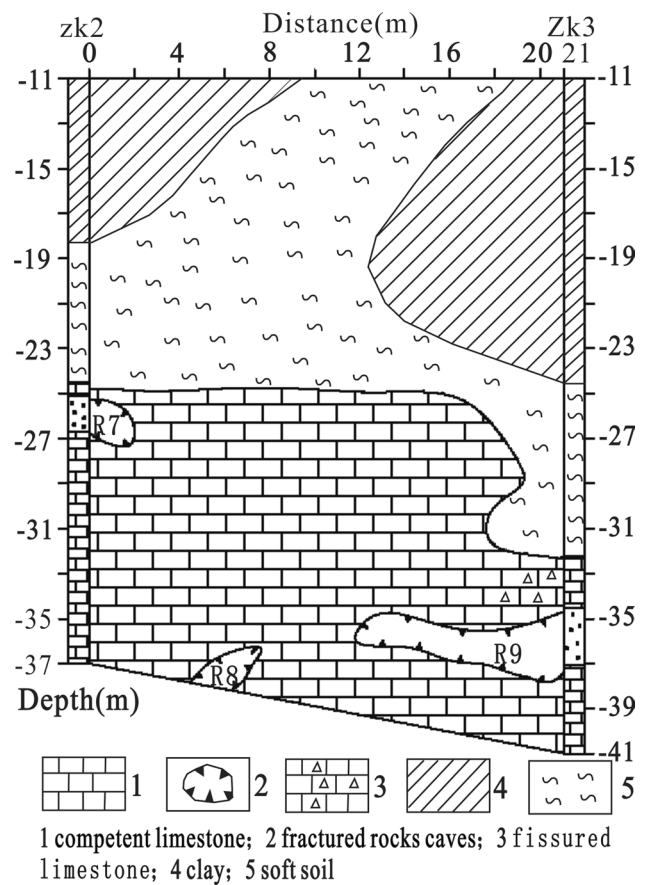 Distance(m)
zk2 Zk3
0 4 8 12 16 20 21
-11 -11
-15 -15
-19 -19
-23 -23
-27 -27
R7
-31 -31
-35 -35
R9
-37 -37
R8
Depth(m)
-39
-41
1 2 3 4 5
1 competent limestone; 2 fractured rocks caves; 3 fissured
limestone; 4 clay; 5 soft soil